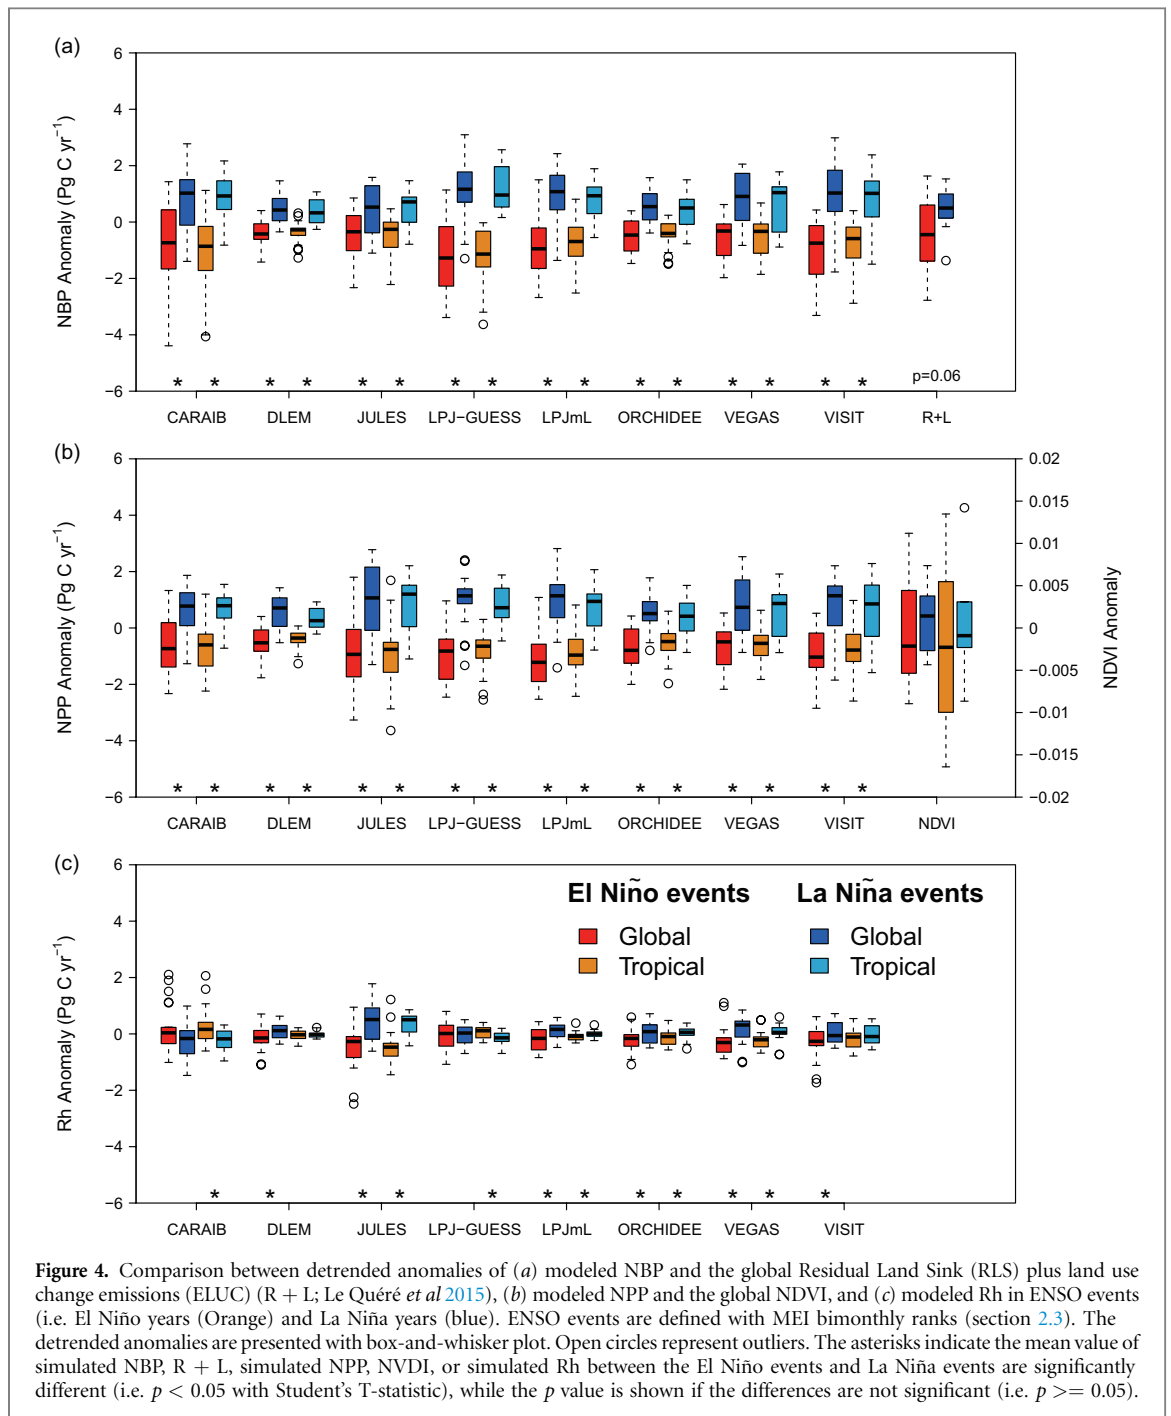 (a)
6
4
2
0
−2
−4
−6
NBP Anomaly (Pg C yr−1)
* * * * * * * * * * * * * * * * p=0.06
CARAIB DLEM JULES LPJ−GUESS LPJmL ORCHIDEE VEGAS VISIT R+L
(b)
6
4
2
0
−2
−4
−6
NPP Anomaly (Pg C yr−1)
0.02
0.015
0.01
0.005
0
−0.005
−0.01
−0.015
−0.02
NDVI Anomaly
* * * * * * * * * * * * * * * *
CARAIB DLEM JULES LPJ−GUESS LPJmL ORCHIDEE VEGAS VISIT NDVI
(c)
6
4
2
0
−2
−4
−6
Rh Anomaly (Pg C yr−1)
El Niño events La Niña events
Global Global
Tropical Tropical
* * * * * * * * * * * * *
CARAIB DLEM JULES LPJ−GUESS LPJmL ORCHIDEE VEGAS VISIT
Figure 4. Comparison between detrended anomalies of (a) modeled NBP and the global Residual Land Sink (RLS) plus land use
change emissions (ELUC) (R + L; Le Quéré et al 2015), (b) modeled NPP and the global NDVI, and (c) modeled Rh in ENSO events
(i.e. El Niño years (Orange) and La Niña years (blue). ENSO events are defined with MEI bimonthly ranks (section 2.3). The
detrended anomalies are presented with box-and-whisker plot. Open circles represent outliers. The asterisks indicate the mean value of
simulated NBP, R + L, simulated NPP, NVDI, or simulated Rh between the El Niño events and La Niña events are significantly
different (i.e. p < 0.05 with Student's T-statistic), while the p value is shown if the differences are not significant (i.e. p >= 0.05).